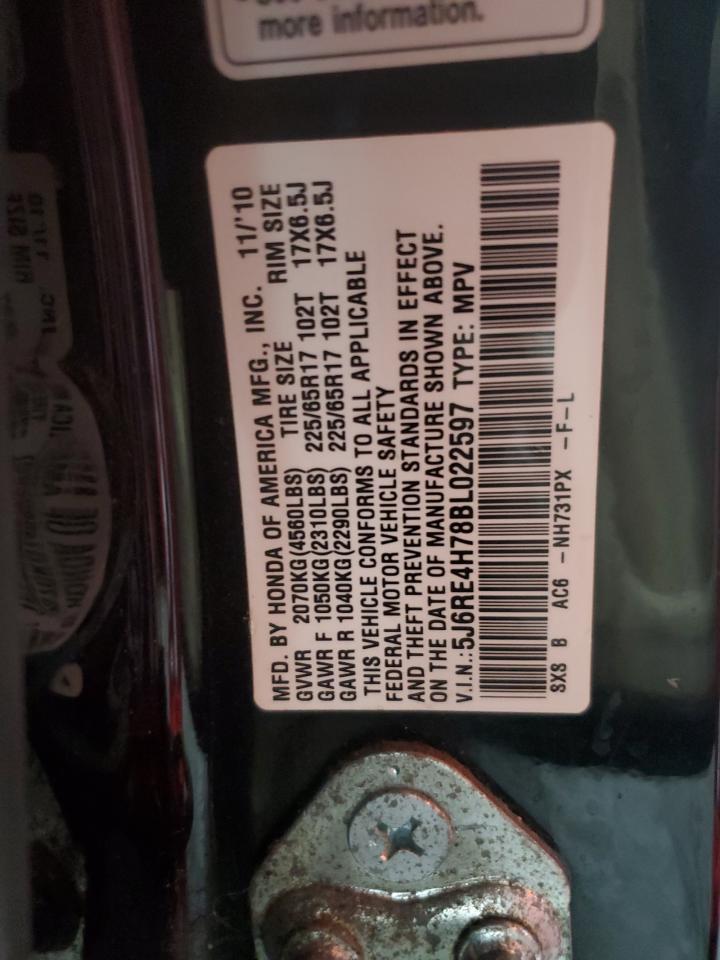 more information.
MFD. BY HONDA OF AMERICA MFG., INC. 11/'10
GVWR 2070KG(4560LBS) TIRE SIZE RIM SIZE
GAWR F 1050KG(2310LBS) 225/65R17 102T 17X6.5J
GAWR R 1040KG(2290LBS) 225/65R17 102T 17X6.5J
THIS VEHICLE CONFORMS TO ALL APPLICABLE
FEDERAL MOTOR VEHICLE SAFETY
AND THEFT PREVENTION STANDARDS IN EFFECT
ON THE DATE OF MANUFACTURE SHOWN ABOVE.
V.I.N.:5J6RE4H78BL022597 TYPE: MPV
SXS B AC6 -NH731PX -F-L